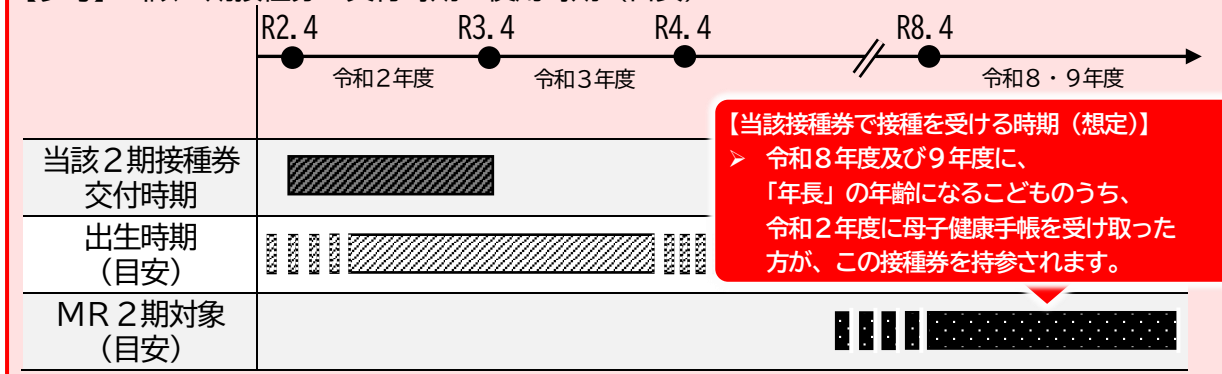 R2.4 R3.4 R4.4 R8.4
令和２年度 令和３年度 令和８・９年度
【当該接種券で接種を受ける時期（想定）】
➢ 令和８年度及び９年度に、
「年長」の年齢になるこどものうち、
令和２年度に母子健康手帳を受け取った
方が、この接種券を持参されます。
当該２期接種券
交付時期
出生時期
（目安）
ＭＲ２期対象
（目安）